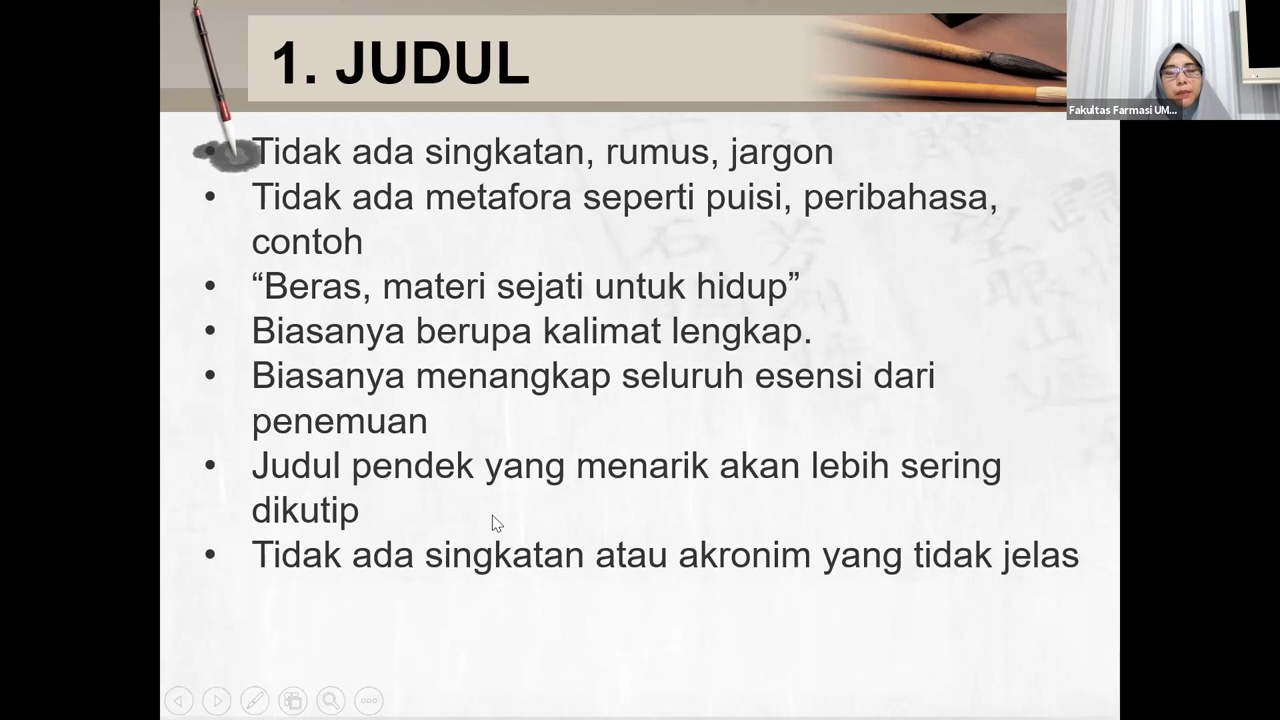 1. JUDUL
Fakultas Farmasi UM...
• Tidak ada singkatan, rumus, jargon
• Tidak ada metafora seperti puisi, peribahasa,
contoh
• “Beras, materi sejati untuk hidup”
• Biasanya berupa kalimat lengkap.
• Biasanya menangkap seluruh esensi dari
penemuan
• Judul pendek yang menarik akan lebih sering
dikutip
• Tidak ada singkatan atau akronim yang tidak jelas